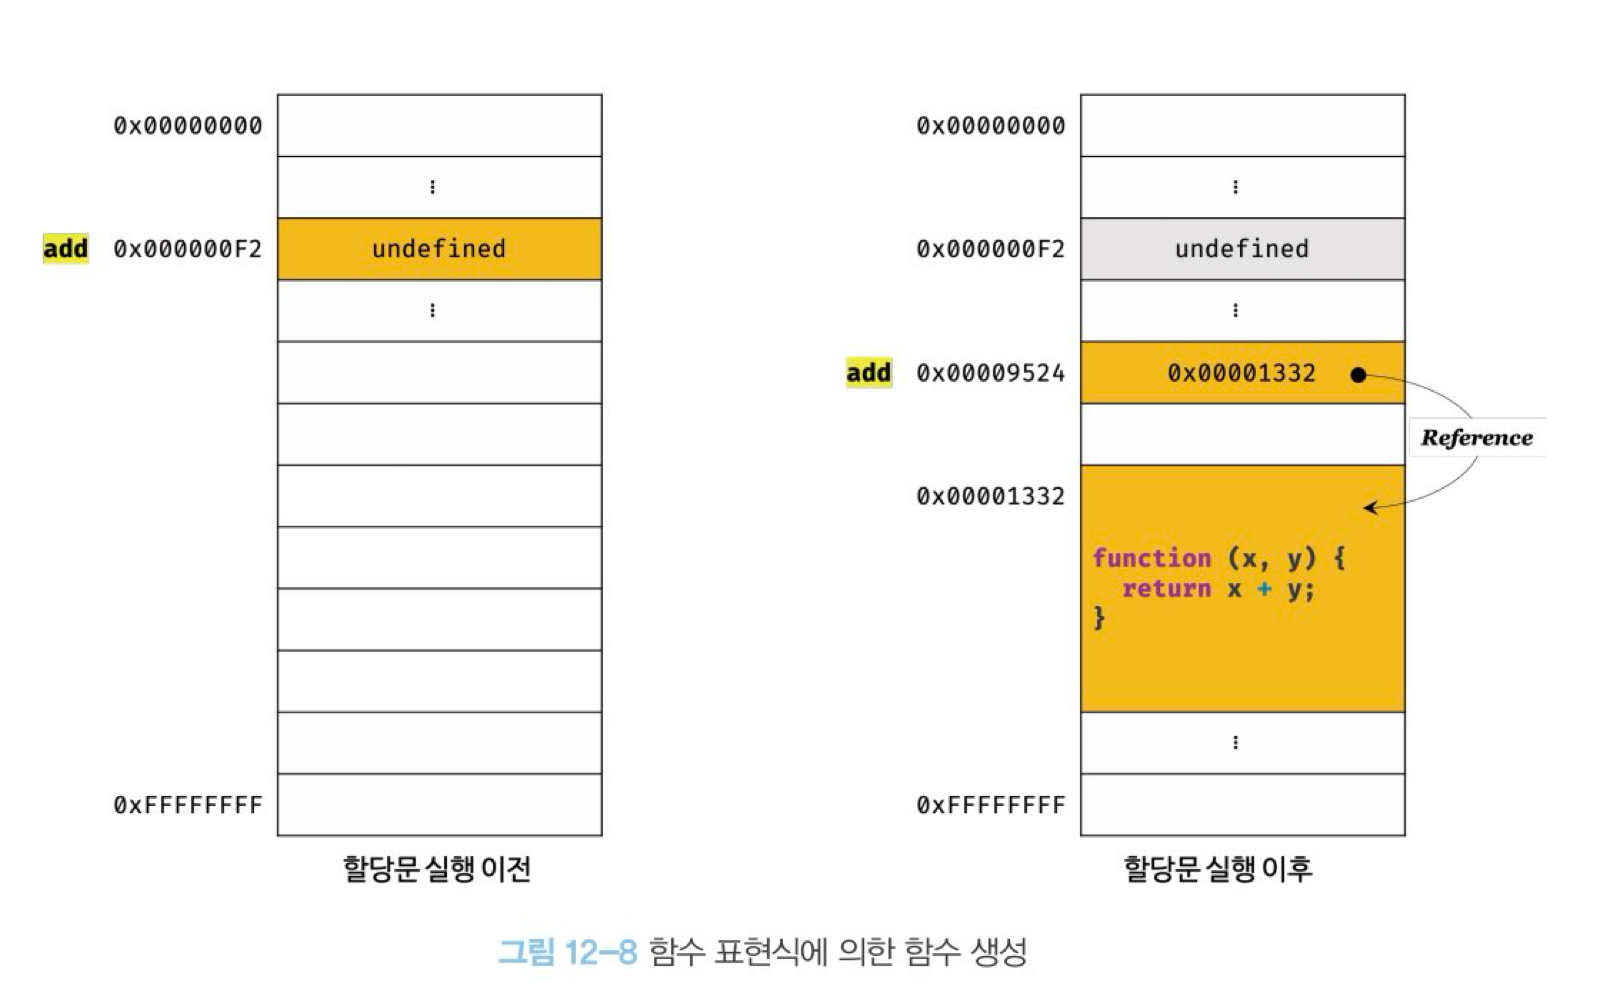 0x00000000
⋮
add 0x000000F2 undefined
⋮
0xFFFFFFFF
할당문 실행 이전
0x00000000
⋮
0x000000F2 undefined
⋮
add 0x00009524 0x00001332
Reference
0x00001332
function (x, y) {
return x + y;
}
⋮
0xFFFFFFFF
할당문 실행 이후
그림 12-8 함수 표현식에 의한 함수 생성